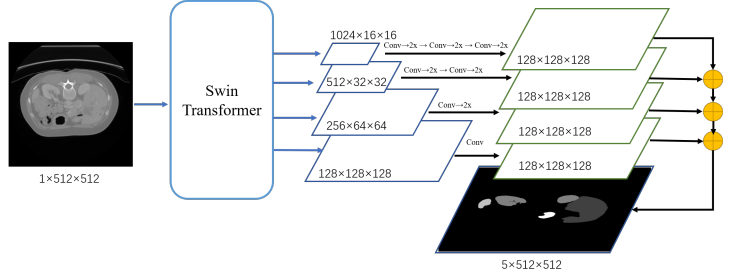 1024×16×16
Conv→2x → Conv→2x → Conv→2x
128×128×128
512×32×32
Conv→2x → Conv→2x
128×128×128
Swin
Transformer
256×64×64
Conv→2x
128×128×128
128×128×128
Conv
128×128×128
1×512×512
5×512×512